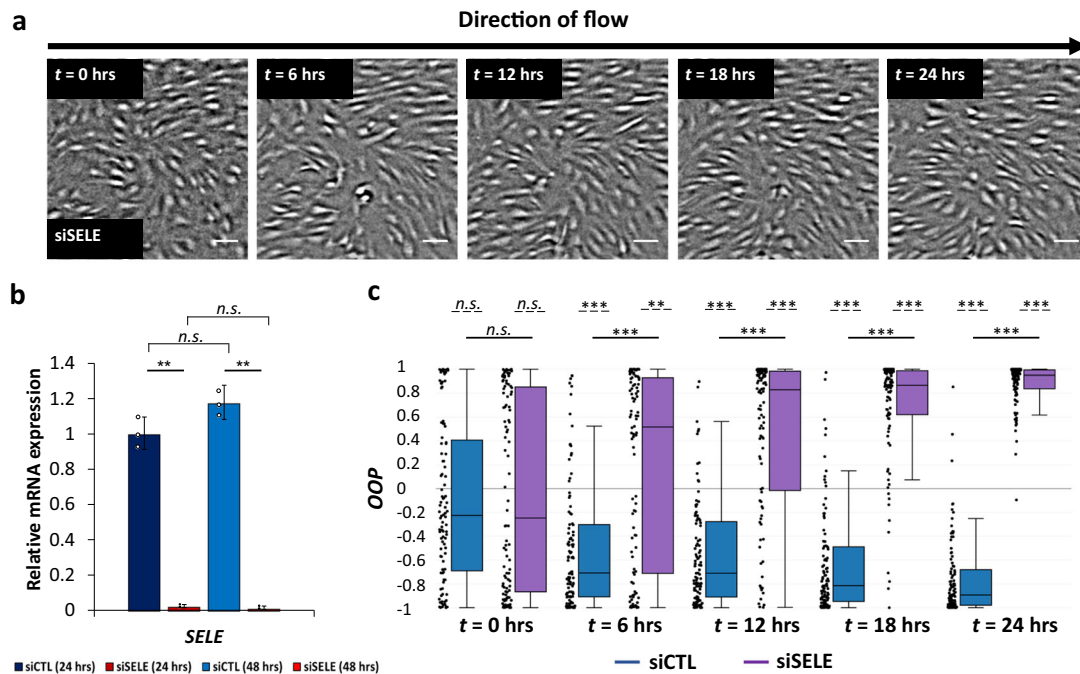 a
Direction of flow
t = 0 hrs
t = 6 hrs
t = 12 hrs
t = 18 hrs
t = 24 hrs
siSELE
b
n.s.
n.s.
** **
Relative mRNA expression
1.4
1.2
1
0.8
0.6
0.4
0.2
0
SELE
siCTL (24 hrs) siSELE (24 hrs) siCTL (48 hrs) siSELE (48 hrs)
c
n.s. n.s. *** ** *** *** *** *** *** ***
n.s. *** *** *** ***
OOP
1
0.8
0.6
0.4
0.2
0
-0.2
-0.4
-0.6
-0.8
-1
t = 0 hrs t = 6 hrs t = 12 hrs t = 18 hrs t = 24 hrs
siCTL siSELE